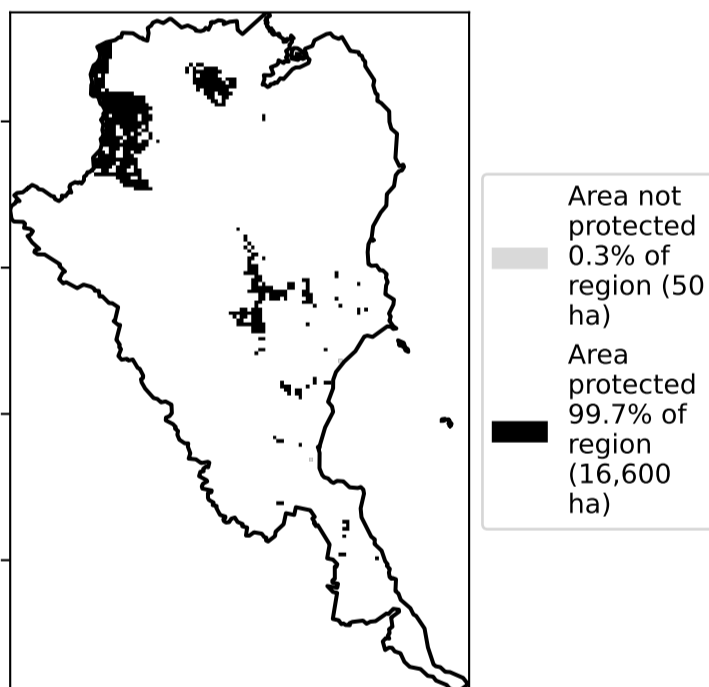 Area not
protected
0.3% of
region (50
ha)
Area
protected
99.7% of
region
(16,600
ha)